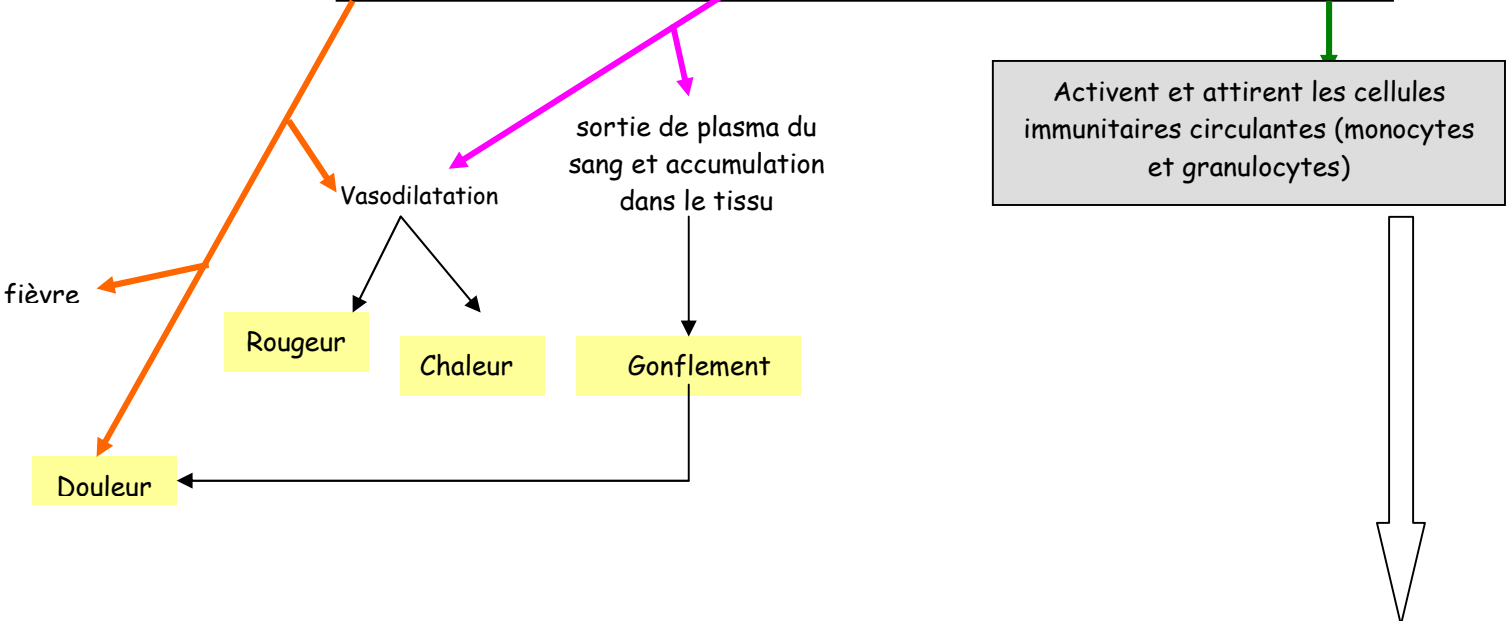 Activent et attirent les cellules
immunitaires circulantes (monocytes
et granulocytes)
sortie de plasma du
sang et accumulation
dans le tissu
Vasodilatation
fièvre
Rougeur
Chaleur
Gonflement
Douleur